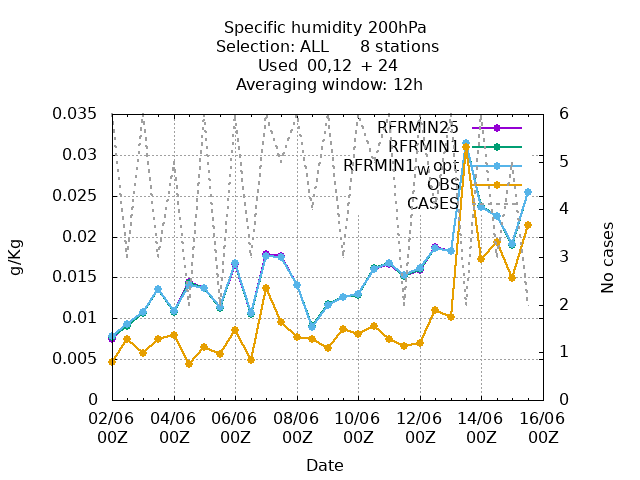 Specific humidity 200hPa
Selection: ALL 8 stations
Used 00,12 + 24
Averaging window: 12h
RFRMIN25
RFRMIN1
RFRMIN1w opt
OBS
CASES
0.035
0.03
0.025
0.02
0.015
0.01
0.005
0
6
5
4
3
2
1
0
g/Kg
No cases
02/06 04/06 06/06 08/06 10/06 12/06 14/06 16/06
00Z 00Z 00Z 00Z 00Z 00Z 00Z 00Z
Date